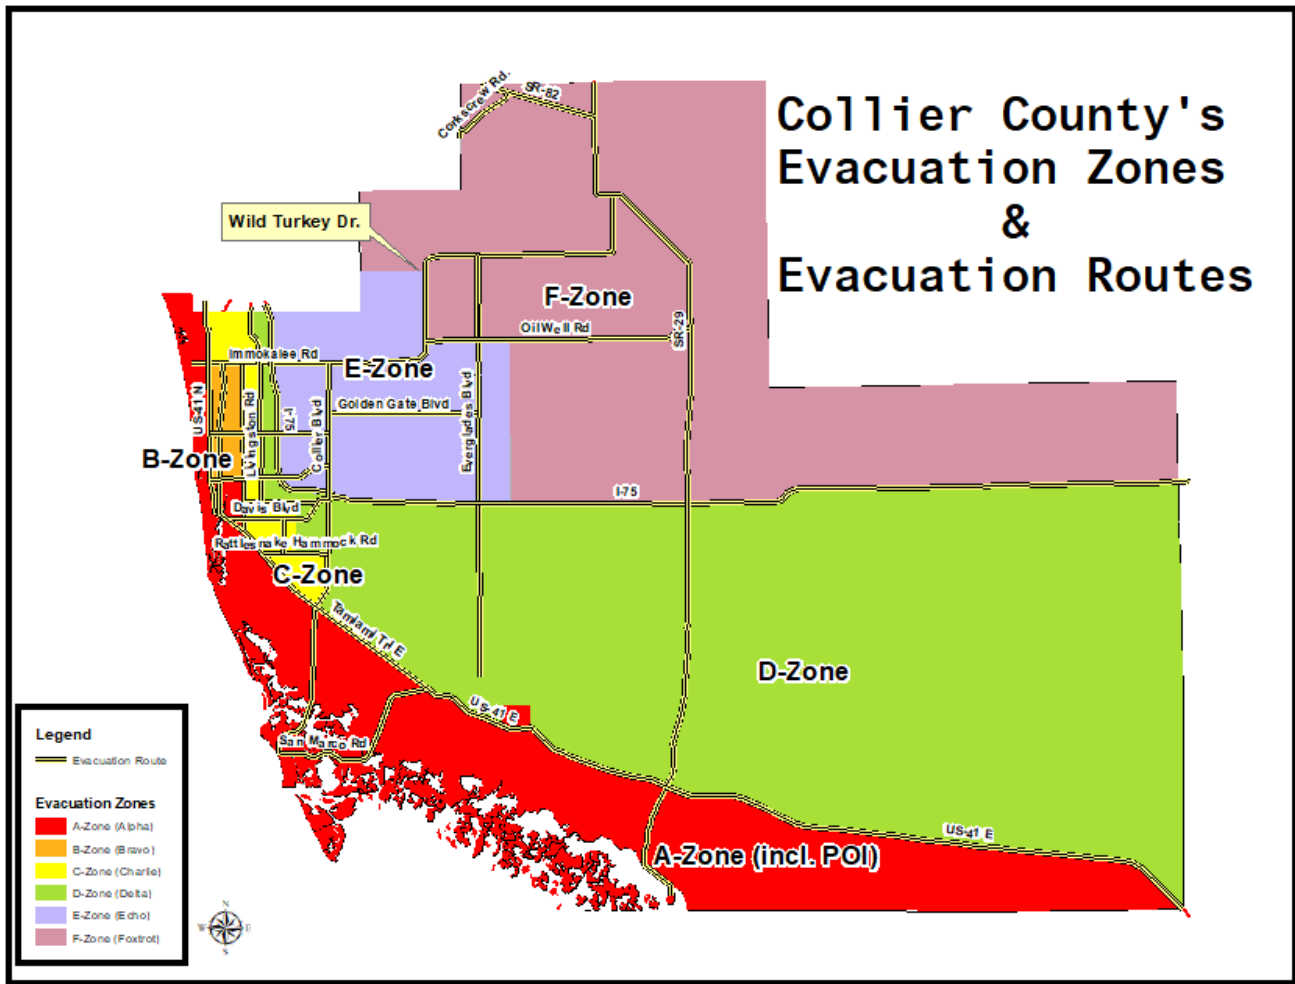 Collier County's
Evacuation Zones
&
Evacuation Routes
Corkscrew Rd.
SR-82
Wild Turkey Dr.
F-Zone
Oil Well Rd
SR-29
Immokalee Rd
E-Zone
Golden Gate Blvd
US-41 N
Livingston Rd
I-75
Collier Blvd
Everglades Blvd
B-Zone
I-75
Davis Blvd
Rattlesnake Hammock Rd
C-Zone
Tamiami Trl E
D-Zone
US-41 E
San Marco Rd
US-41 E
A-Zone (incl. POI)
Legend
Evacuation Route
Evacuation Zones
A-Zone (Alpha)
B-Zone (Bravo)
C-Zone (Charlie)
D-Zone (Delta)
E-Zone (Echo)
F-Zone (Foxtrot)
N
W
S